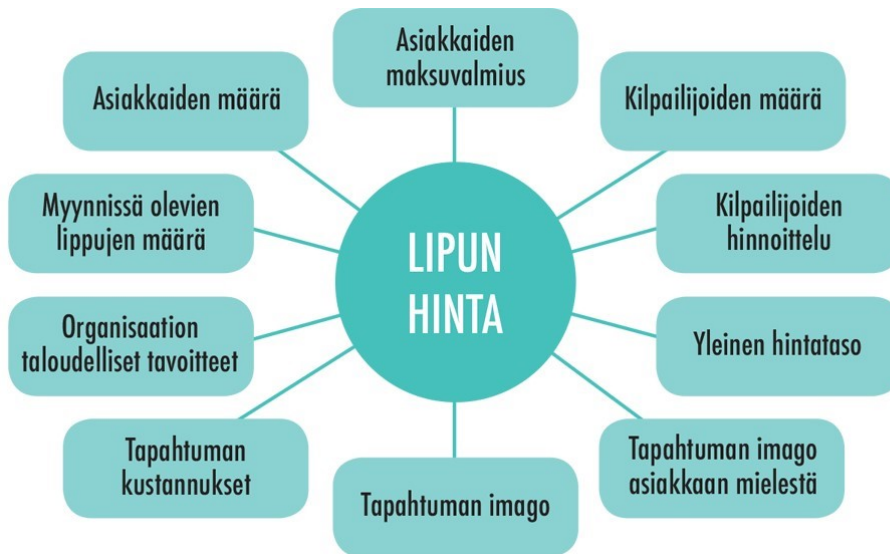 Asiakkaiden
maksuvalmius
Asiakkaiden määrä
Kilpailijoiden määrä
Myynnissä olevien
lippujen määrä
Kilpailijoiden
hinnoittelu
LIPUN
HINTA
Organisaation
taloudelliset tavoitteet
Yleinen hintataso
Tapahtuman
kustannukset
Tapahtuman imago
Tapahtuman imago
asiakkaan mielestä